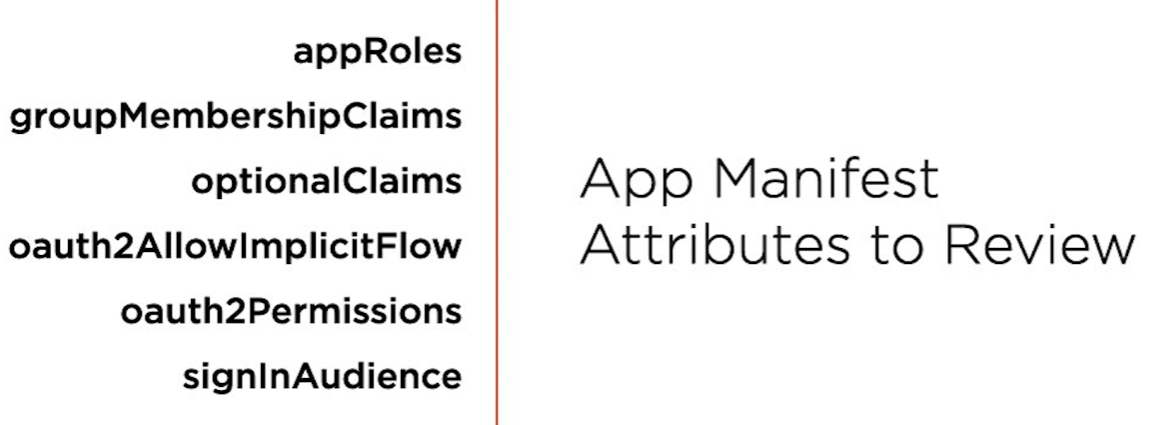 appRoles
groupMembershipClaims
optionalClaims
oauth2AllowImplicitFlow
oauth2Permissions
signInAudience
App Manifest
Attributes to Review